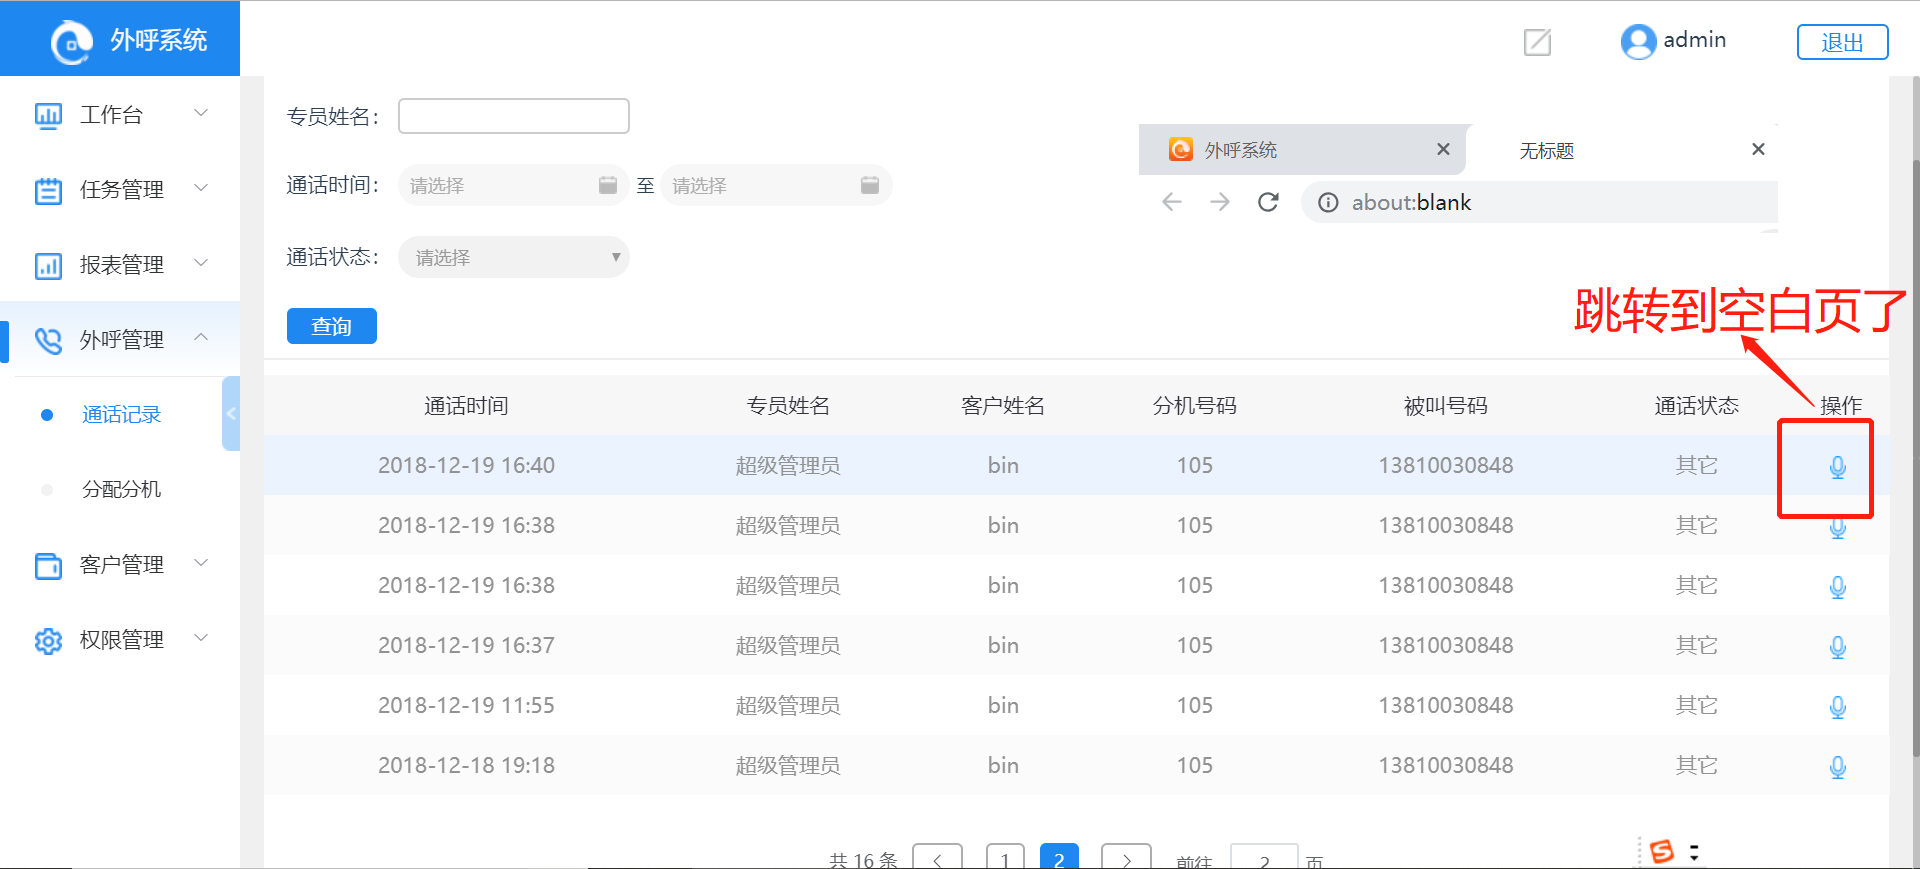 外呼系统
admin
退出
工作台
任务管理
报表管理
外呼管理
通话记录
分配分机
客户管理
权限管理
专员姓名:
通话时间: 请选择 至 请选择
通话状态: 请选择
查询
外呼系统 无标题
about:blank
跳转到空白页了
通话时间 专员姓名 客户姓名 分机号码 被叫号码 通话状态 操作
2018-12-19 16:40 超级管理员 bin 105 13810030848 其它
2018-12-19 16:38 超级管理员 bin 105 13810030848 其它
2018-12-19 16:38 超级管理员 bin 105 13810030848 其它
2018-12-19 16:37 超级管理员 bin 105 13810030848 其它
2018-12-19 11:55 超级管理员 bin 105 13810030848 其它
2018-12-18 19:18 超级管理员 bin 105 13810030848 其它
共 16 条 1 2 前往 2 页